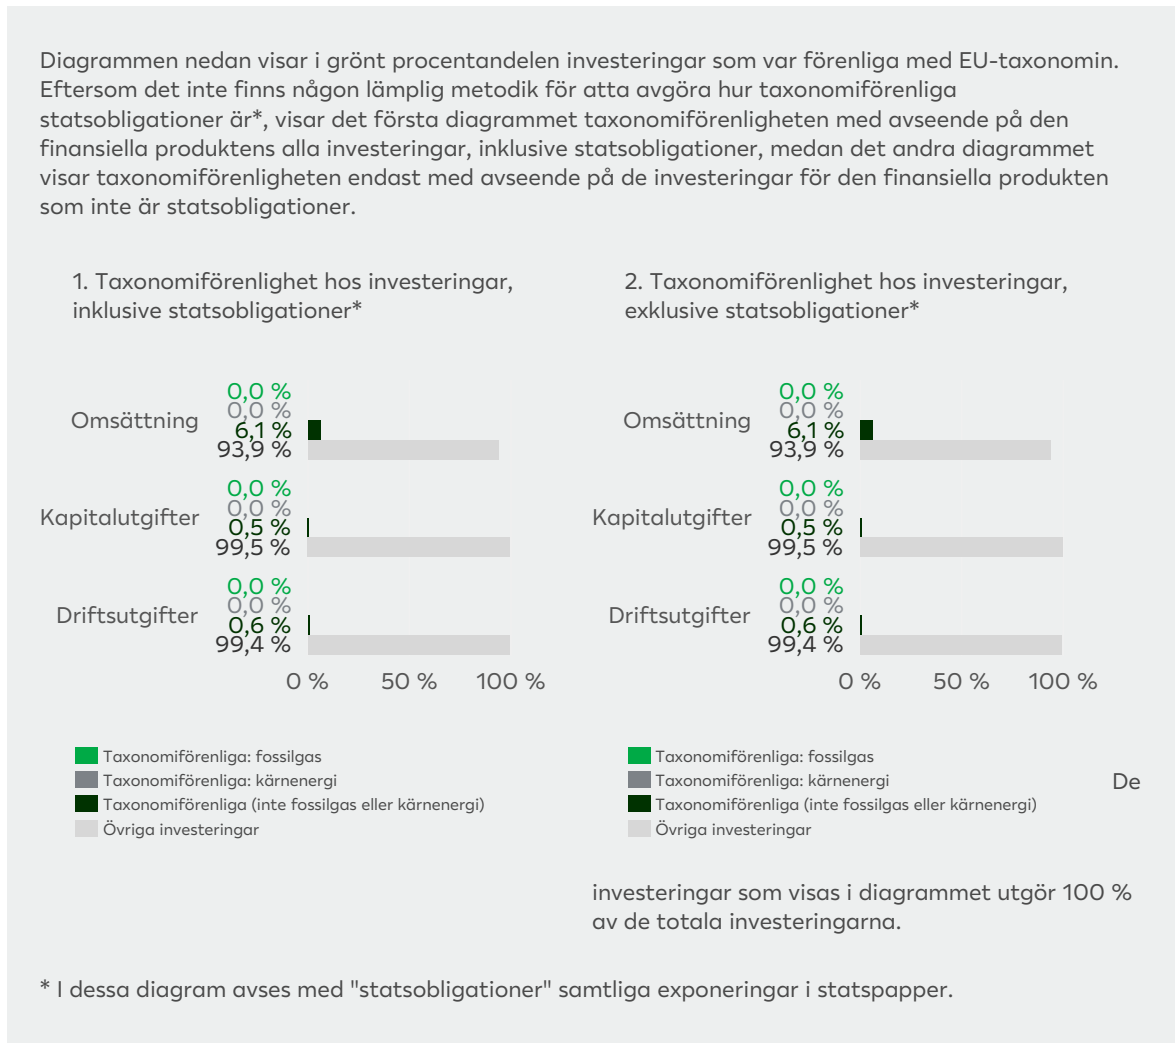 Diagrammen nedan visar i grönt procentandelen investeringar som var förenliga med EU-taxonomin.
Eftersom det inte finns någon lämplig metodik för atta avgöra hur taxonomiförenliga
statsobligationer är*, visar det första diagrammet taxonomiförenligheten med avseende på den
finansiella produktens alla investeringar, inklusive statsobligationer, medan det andra diagrammet
visar taxonomiförenligheten endast med avseende på de investeringar för den finansiella produkten
som inte är statsobligationer.
1. Taxonomiförenlighet hos investeringar,
inklusive statsobligationer*
Omsättning
0,0 %
0,0 %
6,1 %
93,9 %
Kapitalutgifter
0,0 %
0,0 %
0,5 %
99,5 %
Driftsutgifter
0,0 %
0,0 %
0,6 %
99,4 %
0 % 50 % 100 %
Taxonomiförenliga: fossilgas
Taxonomiförenliga: kärnenergi
Taxonomiförenliga (inte fossilgas eller kärnenergi)
Övriga investeringar
2. Taxonomiförenlighet hos investeringar,
exklusive statsobligationer*
Omsättning
0,0 %
0,0 %
6,1 %
93,9 %
Kapitalutgifter
0,0 %
0,0 %
0,5 %
99,5 %
Driftsutgifter
0,0 %
0,0 %
0,6 %
99,4 %
0 % 50 % 100 %
Taxonomiförenliga: fossilgas
Taxonomiförenliga: kärnenergi
Taxonomiförenliga (inte fossilgas eller kärnenergi)
Övriga investeringar
De
investeringar som visas i diagrammet utgör 100 %
av de totala investeringarna.
* I dessa diagram avses med "statsobligationer" samtliga exponeringar i statspapper.